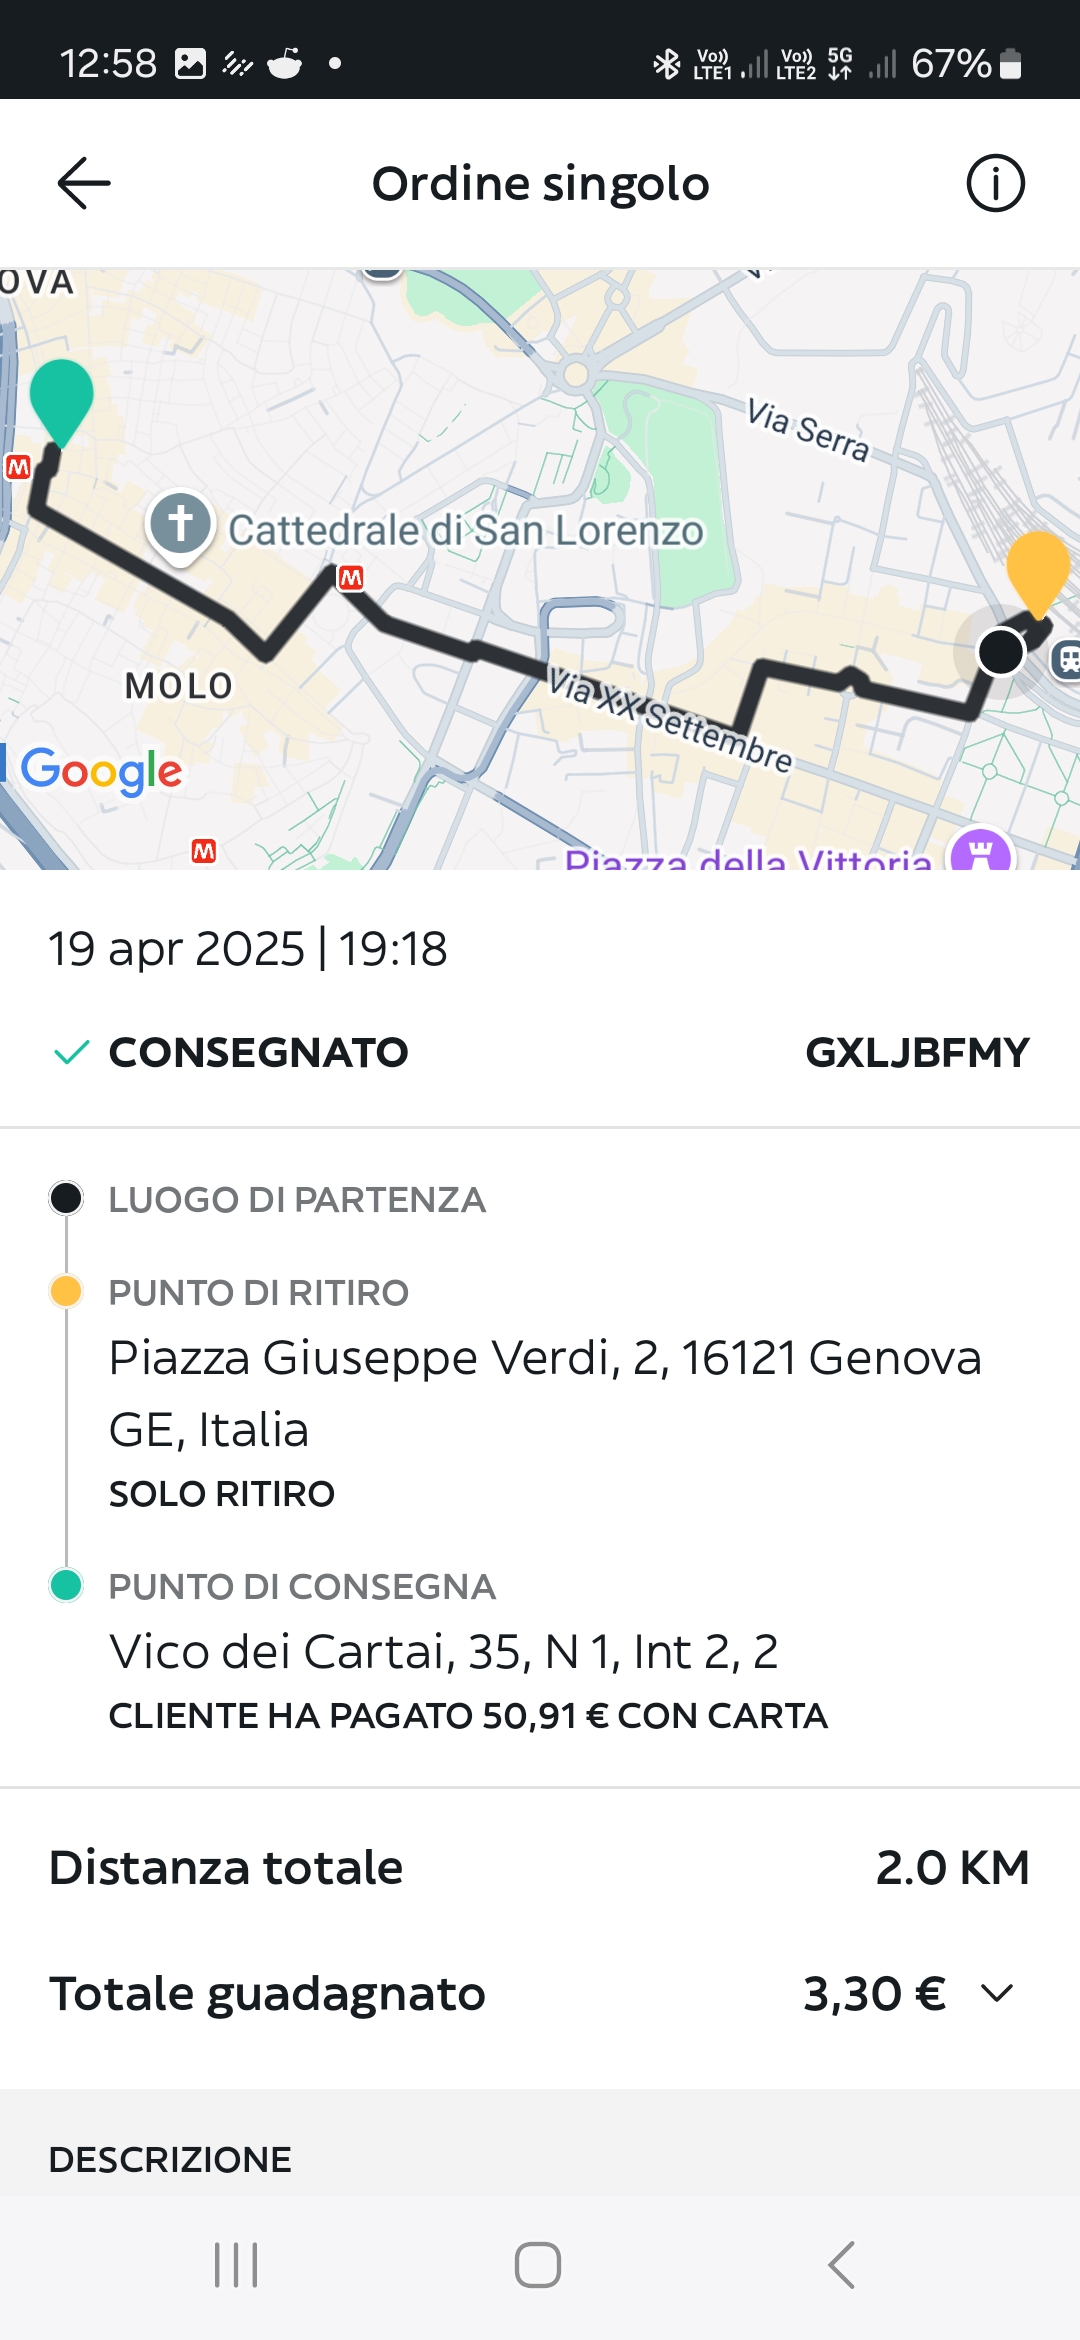 12:58
Vo)) LTE1 Vo)) LTE2 5G 67%
Ordine singolo
OVA
Via Serra
M
Cattedrale di San Lorenzo
M
MOLO
Via XX Settembre
Google
M
Piazza della Vittoria
19 apr 2025 | 19:18
CONSEGNATO GXLJBFMY
LUOGO DI PARTENZA
PUNTO DI RITIRO
Piazza Giuseppe Verdi, 2, 16121 Genova
GE, Italia
SOLO RITIRO
PUNTO DI CONSEGNA
Vico dei Cartai, 35, N 1, Int 2, 2
CLIENTE HA PAGATO 50,91 € CON CARTA
Distanza totale 2.0 KM
Totale guadagnato 3,30 €
DESCRIZIONE